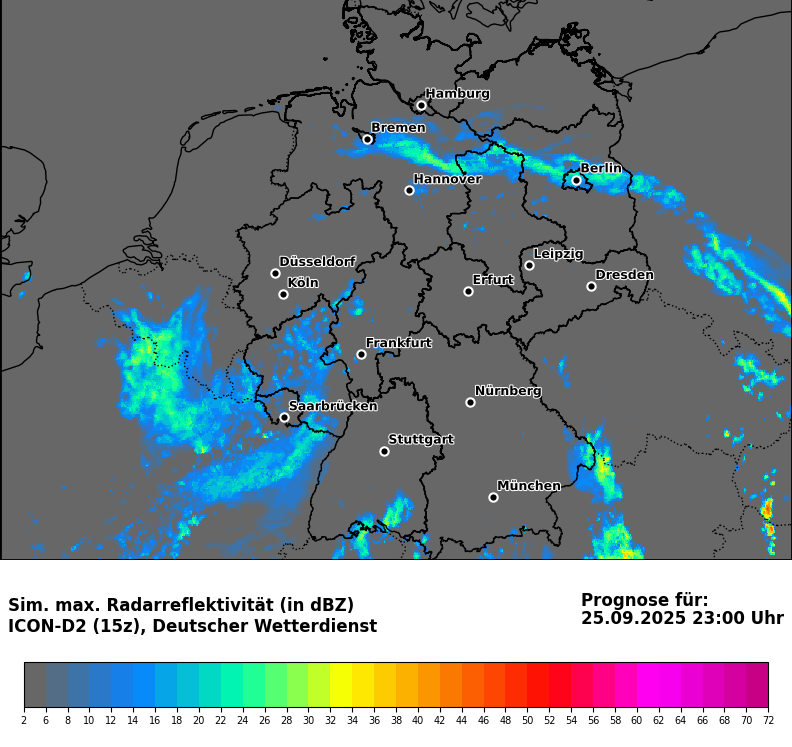 Hamburg
Bremen
Berlin
Hannover
Leipzig
Düsseldorf
Dresden
Köln
Erfurt
Frankfurt
Nürnberg
Saarbrücken
Stuttgart
München
Sim. max. Radarreflektivität (in dBZ)
ICON-D2 (15z), Deutscher Wetterdienst
Prognose für:
25.09.2025 23:00 Uhr
2 6 8 10 12 14 16 18 20 22 24 26 28 30 32 34 36 38 40 42 44 46 48 50 52 54 56 58 60 62 64 66 68 70 72